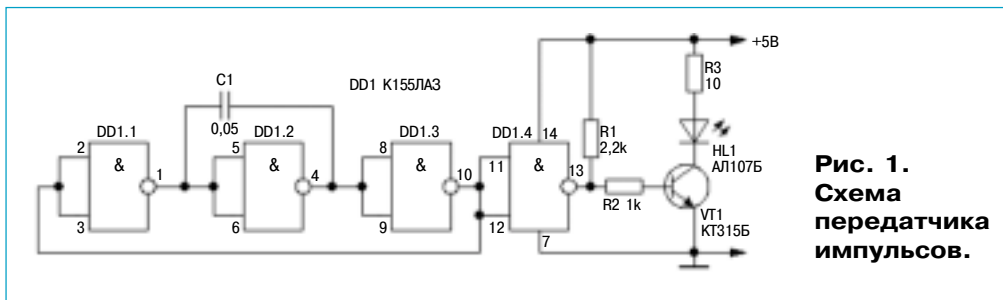 +5В
С1
0,05
DD1 К155ЛА3
R3
10
DD1.1
DD1.2
DD1.3
DD1.4
R1
2,2k
HL1
АЛ107Б
R2 1k
VT1
КТ315Б
2
3
&
1
5
6
&
4
8
9
&
10
11
12
&
14
13
7
Рис. 1.
Схема
передатчика
импульсов.